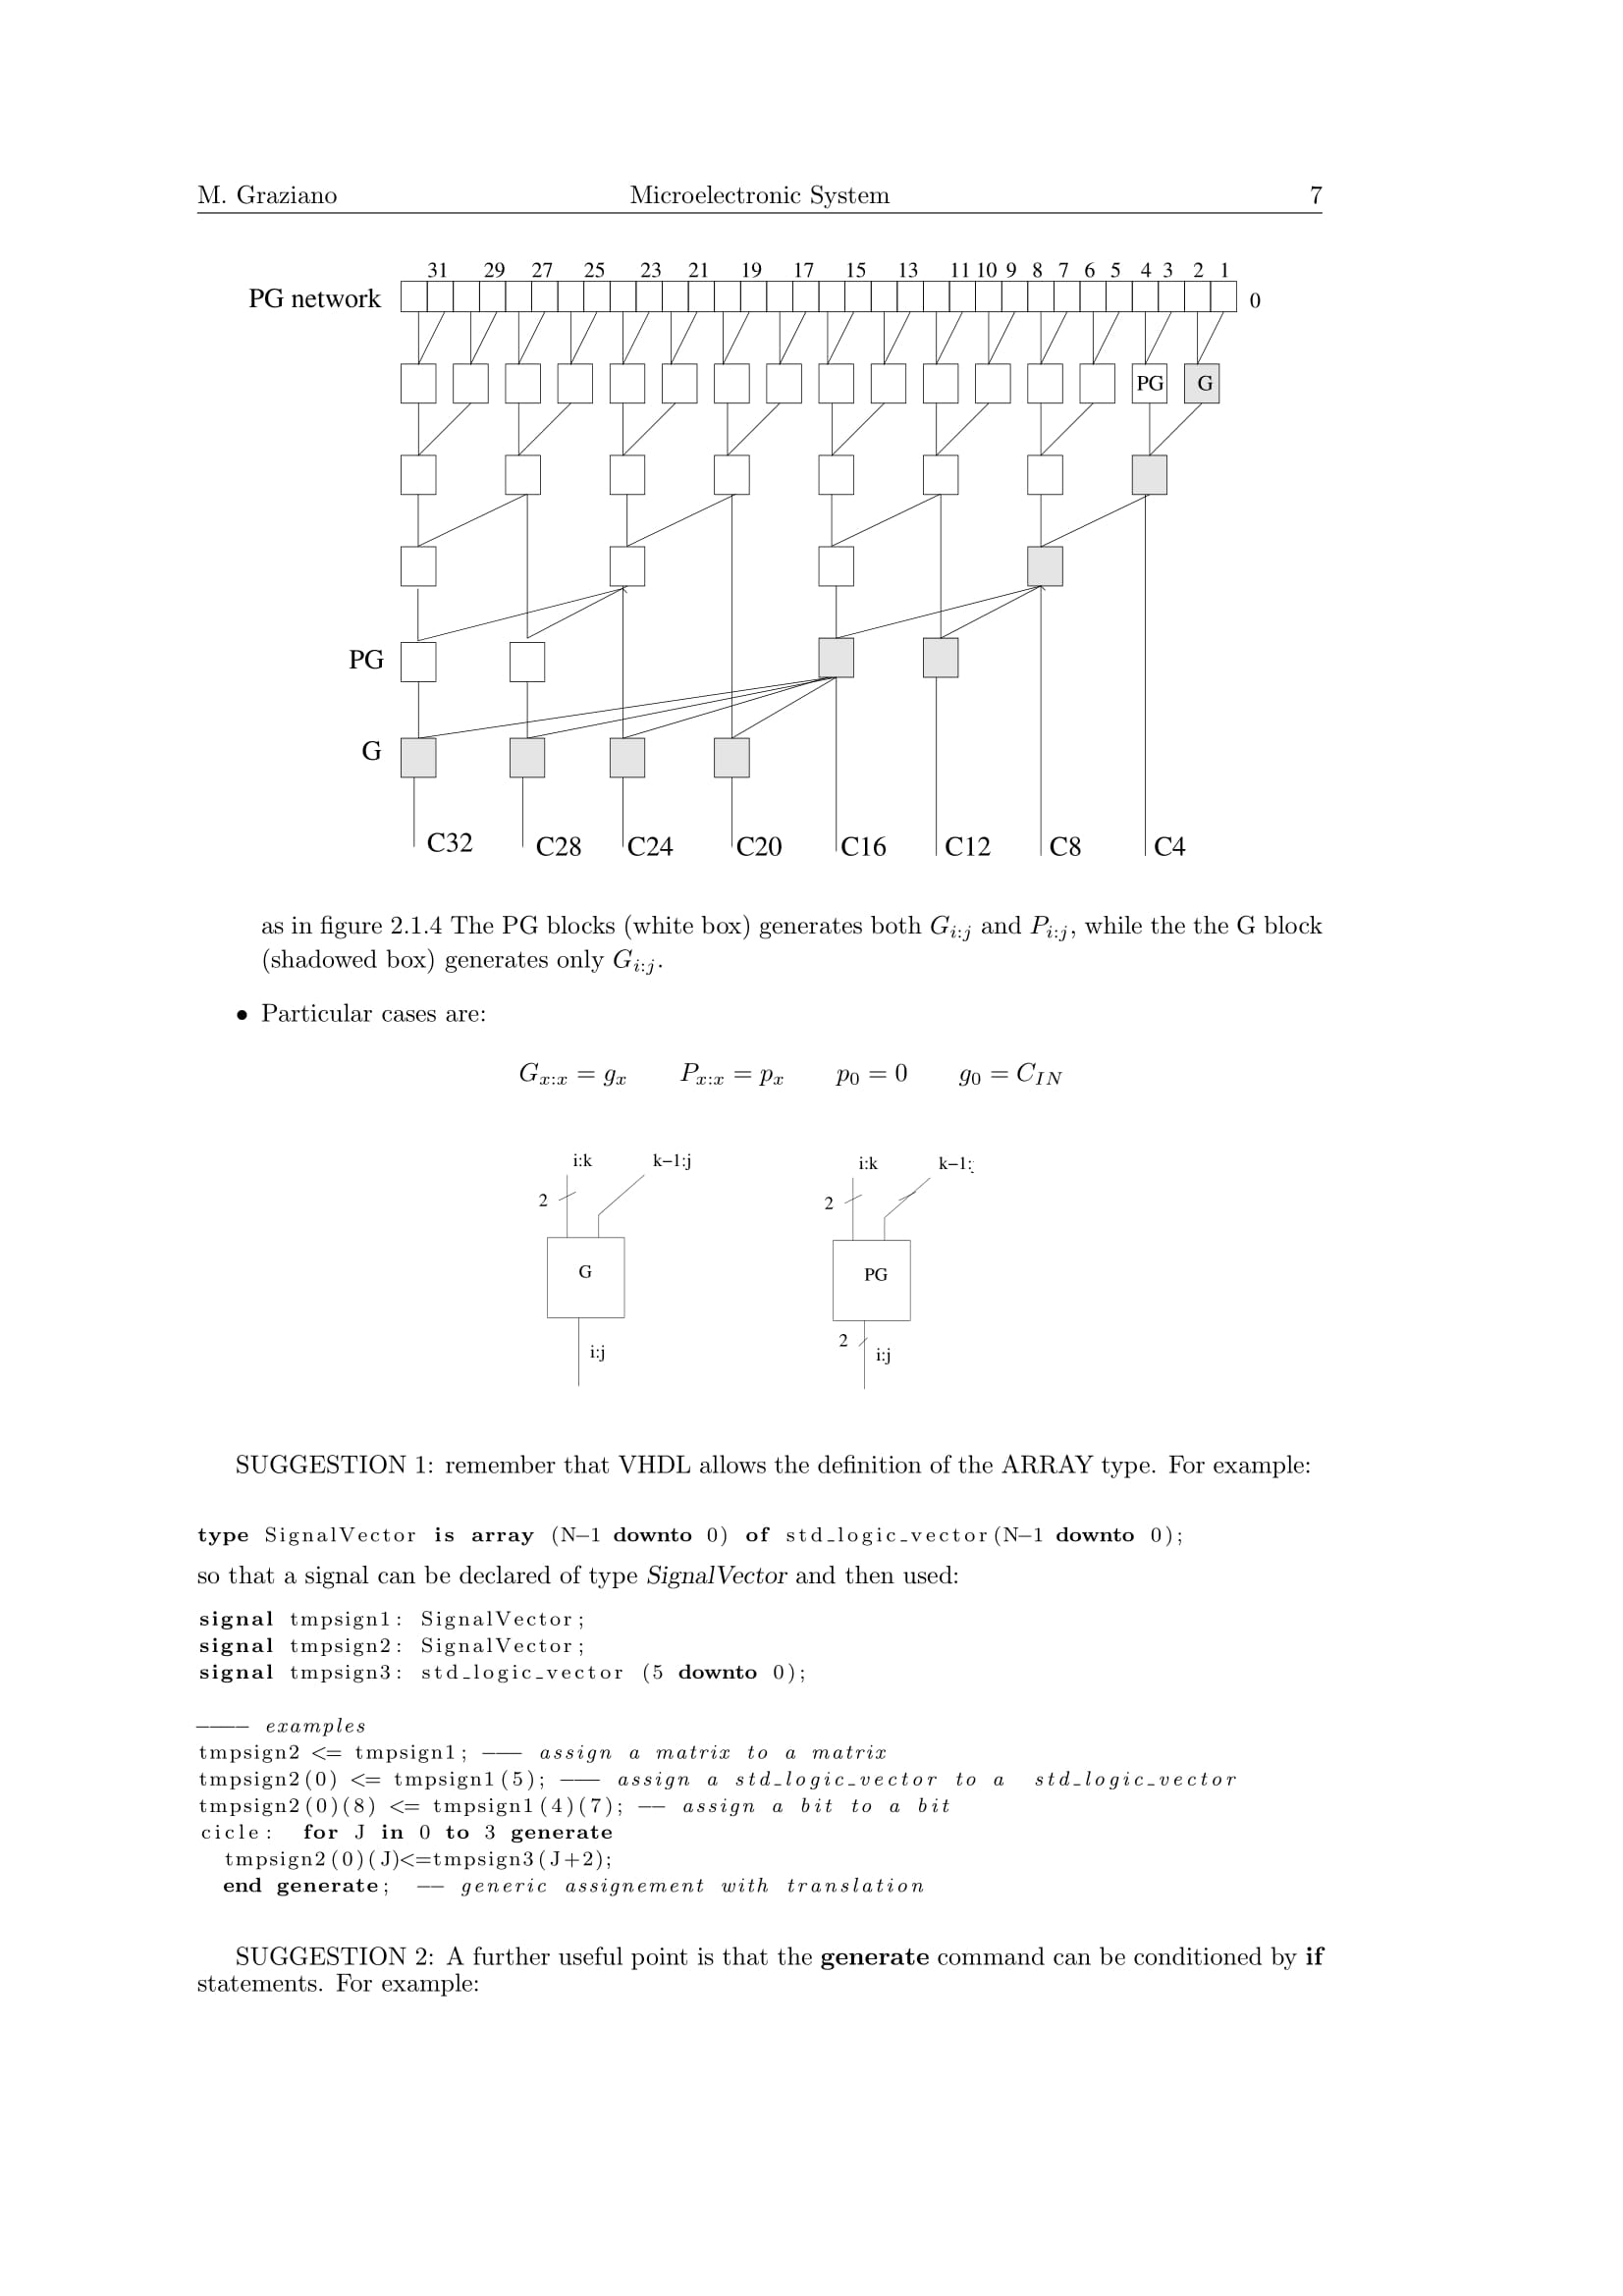 M. Graziano Microelectronic System 7
31 29 27 25 23 21 19 17 15 13 11 10 9 8 7 6 5 4 3 2 1
PG network 0
PG G
PG
G
C32 C28 C24 C20 C16 C12 C8 C4
as in figure 2.1.4 The PG blocks (white box) generates both G_{i:j} and P_{i:j}, while the the G block
(shadowed box) generates only G_{i:j}.
• Particular cases are:
G_{x:x} = g_x P_{x:x} = p_x p_0 = 0 g_0 = C_{IN}
i:k k−1:j i:k k−1:
2 2
G PG
2
i:j i:j
SUGGESTION 1: remember that VHDL allows the definition of the ARRAY type. For example:
type SignalVector is array (N−1 downto 0) of std_logic_vector(N−1 downto 0);
so that a signal can be declared of type SignalVector and then used:
signal tmpsign1: SignalVector;
signal tmpsign2: SignalVector;
signal tmpsign3: std_logic_vector (5 downto 0);
---- examples
tmpsign2 <= tmpsign1; --- assign a matrix to a matrix
tmpsign2(0) <= tmpsign1(5); --- assign a std_logic_vector to a std_logic_vector
tmpsign2(0)(8) <= tmpsign1(4)(7); -- assign a bit to a bit
cicle: for J in 0 to 3 generate
tmpsign2(0)(J)<=tmpsign3(J+2);
end generate; -- generic assignement with translation
SUGGESTION 2: A further useful point is that the generate command can be conditioned by if
statements. For example: